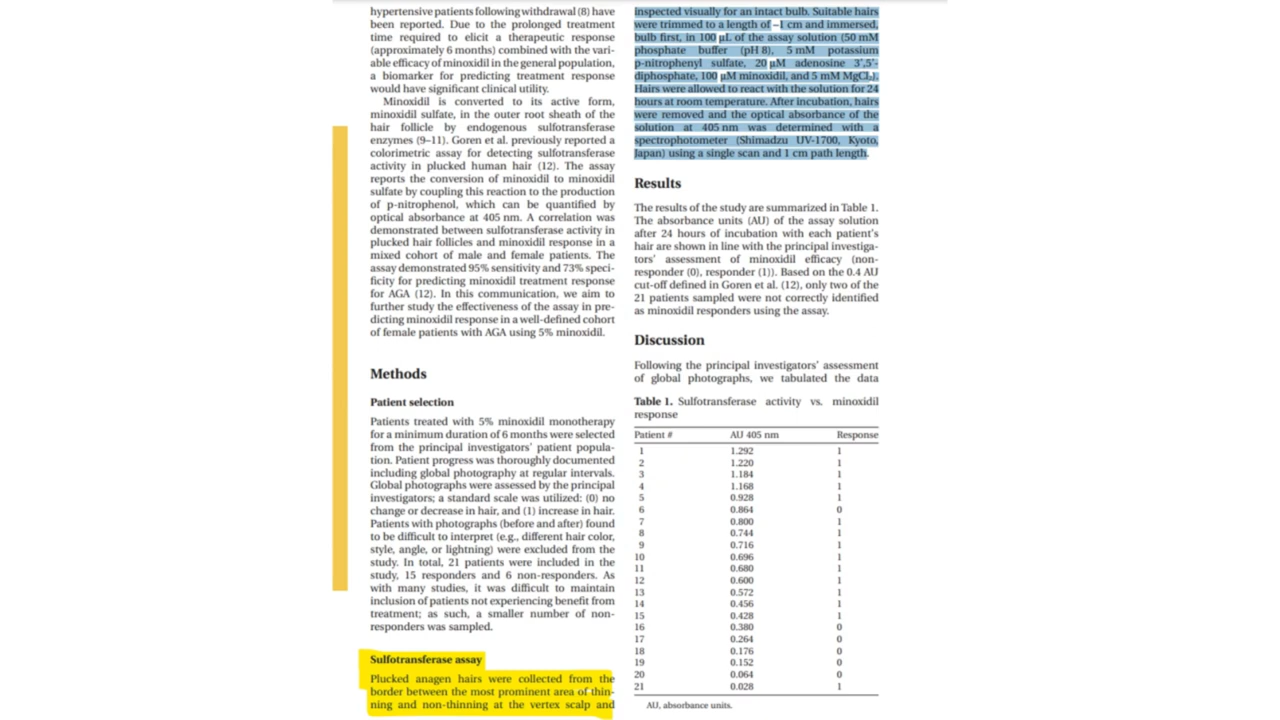 hypertensive patients following withdrawal (8) have
been reported. Due to the prolonged treatment
time required to elicit a therapeutic response
(approximately 6 months) combined with the vari-
able efficacy of minoxidil in the general population,
a biomarker for predicting treatment response
would have significant clinical utility.
Minoxidil is converted to its active form,
minoxidil sulfate, in the outer root sheath of the
hair follicle by endogenous sulfotransferase
enzymes (9–11). Goren et al. previously reported a
colorimetric assay for detecting sulfotransferase
activity in plucked human hair (12). The assay
reports the conversion of minoxidil to minoxidil
sulfate by coupling this reaction to the production
of p-nitrophenol, which can be quantified by
optical absorbance at 405 nm. A correlation was
demonstrated between sulfotransferase activity in
plucked hair follicles and minoxidil response in a
mixed cohort of male and female patients. The
assay demonstrated 95% sensitivity and 73% speci-
ficity for predicting minoxidil treatment response
for AGA (12). In this communication, we aim to
further study the effectiveness of the assay in pre-
dicting minoxidil response in a well-defined cohort
of female patients with AGA using 5% minoxidil.
Methods
Patient selection
Patients treated with 5% minoxidil monotherapy
for a minimum duration of 6 months were selected
from the principal investigators' patient popula-
tion. Patient progress was thoroughly documented
including global photography at regular intervals.
Global photographs were assessed by the principal
investigators; a standard scale was utilized: (0) no
change or decrease in hair, and (1) increase in hair.
Patients with photographs (before and after) found
to be difficult to interpret (e.g., different hair color,
style, angle, or lightning) were excluded from the
study. In total, 21 patients were included in the
study, 15 responders and 6 non-responders. As
with many studies, it was difficult to maintain
inclusion of patients not experiencing benefit from
treatment; as such, a smaller number of non-
responders was sampled.
Sulfotransferase assay
Plucked anagen hairs were collected from the
border between the most prominent area of thin-
ning and non-thinning at the vertex scalp and
inspected visually for an intact bulb. Suitable hairs
were trimmed to a length of ~1 cm and immersed,
bulb first, in 100 μL of the assay solution (50 mM
phosphate buffer (pH 8), 5 mM potassium
p-nitrophenyl sulfate, 20 μM adenosine 3',5'-
diphosphate, 100 μM minoxidil, and 5 mM MgCl₂).
Hairs were allowed to react with the solution for 24
hours at room temperature. After incubation, hairs
were removed and the optical absorbance of the
solution at 405 nm was determined with a
spectrophotometer (Shimadzu UV-1700, Kyoto,
Japan) using a single scan and 1 cm path length.
Results
The results of the study are summarized in Table 1.
The absorbance units (AU) of the assay solution
after 24 hours of incubation with each patient's
hair are shown in line with the principal investiga-
tors' assessment of minoxidil efficacy (non-
responder (0), responder (1)). Based on the 0.4 AU
cut-off defined in Goren et al. (12), only two of the
21 patients sampled were not correctly identified
as minoxidil responders using the assay.
Discussion
Following the principal investigators' assessment
of global photographs, we tabulated the data
Table 1. Sulfotransferase activity vs. minoxidil
response
Patient # AU 405 nm Response
1 1.292 1
2 1.220 1
3 1.184 1
4 1.168 1
5 0.928 1
6 0.864 0
7 0.800 1
8 0.744 1
9 0.716 1
10 0.696 1
11 0.680 1
12 0.600 1
13 0.572 1
14 0.456 1
15 0.428 1
16 0.380 0
17 0.264 0
18 0.176 0
19 0.152 0
20 0.064 0
21 0.028 1
AU, absorbance units.